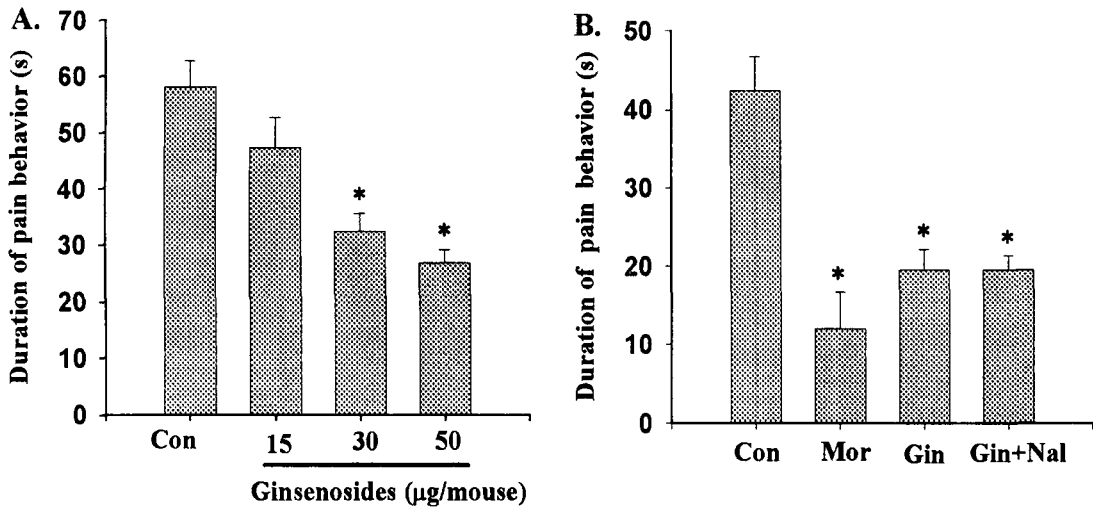 A.
Duration of pain behavior (s)
70
60
50
40
30
20
10
0
*
*
Con 15 30 50
Ginsenosides (μg/mouse)
B.
Duration of pain behavior (s)
50
40
30
20
10
0
*
*
*
Con Mor Gin Gin+Nal